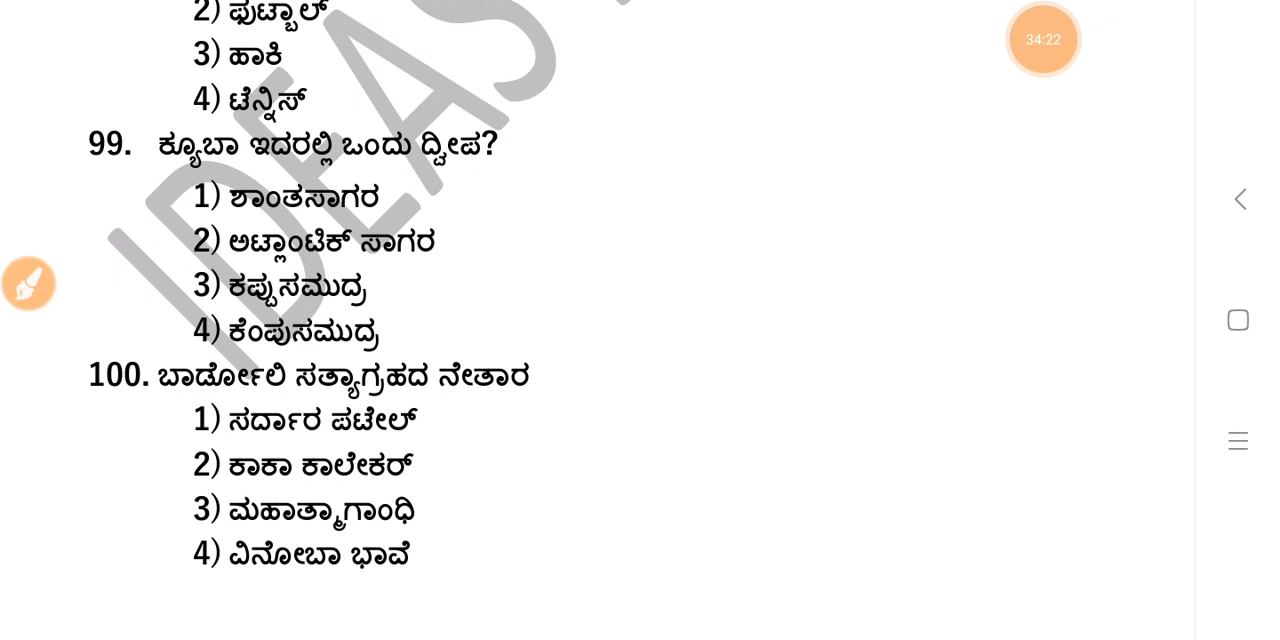 2) ಫುಟ್ಬಾಲ್
34:22
3) ಹಾಕಿ
4) ಟೆನ್ನಿಸ್
99. ಕ್ಯೂಬಾ ಇದರಲ್ಲಿ ಒಂದು ದ್ವೀಪ?
1) ಶಾಂತಸಾಗರ
2) ಅಟ್ಲಾಂಟಿಕ್ ಸಾಗರ
3) ಕಪ್ಪುಸಮುದ್ರ
4) ಕೆಂಪುಸಮುದ್ರ
100. ಬಾರ್ಡೋಲಿ ಸತ್ಯಾಗ್ರಹದ ನೇತಾರ
1) ಸರ್ದಾರ ಪಟೇಲ್
2) ಕಾಕಾ ಕಾಲೇಕರ್
3) ಮಹಾತ್ಮಾಗಾಂಧಿ
4) ವಿನೋಬಾ ಭಾವೆ
IDEAS